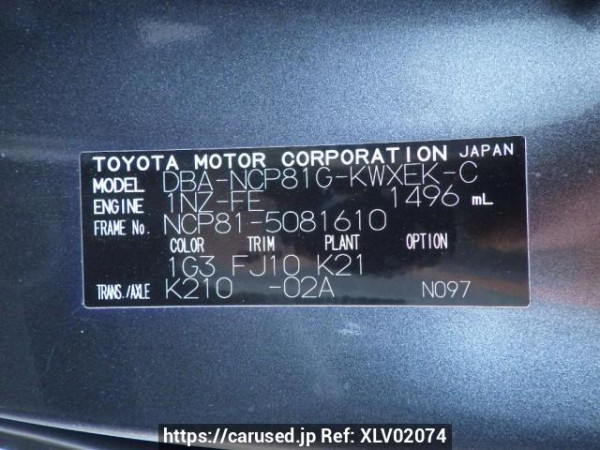 TOYOTA MOTOR CORPORATION JAPAN
MODEL DBA-NCP81G-KWXEK-C
ENGINE 1NZ-FE 1496 mL
FRAME No. NCP81-5081610
COLOR TRIM PLANT OPTION
1G3 FJ10 K21
TRANS./AXLE K210 -02A N097
https://carused.jp Ref: XLV02074